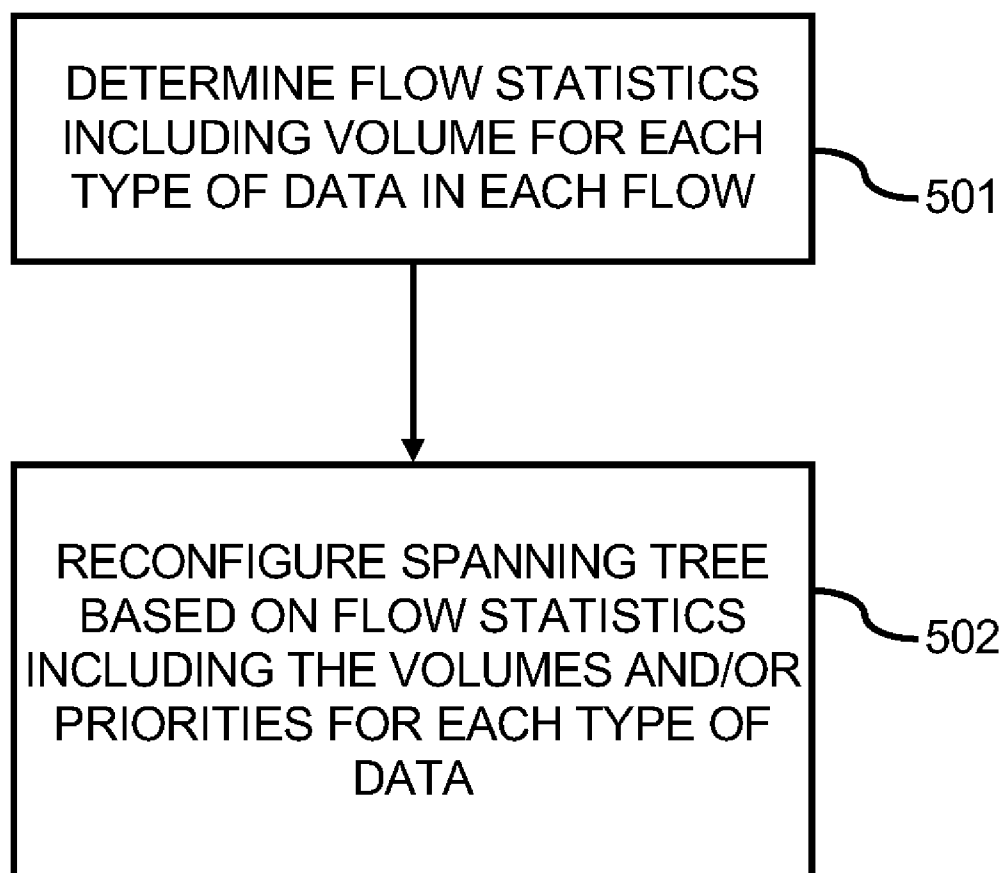 DETERMINE FLOW STATISTICS
INCLUDING VOLUME FOR EACH
TYPE OF DATA IN EACH FLOW
501
RECONFIGURE SPANNING TREE
BASED ON FLOW STATISTICS
INCLUDING THE VOLUMES AND/OR
PRIORITIES FOR EACH TYPE OF
DATA
502